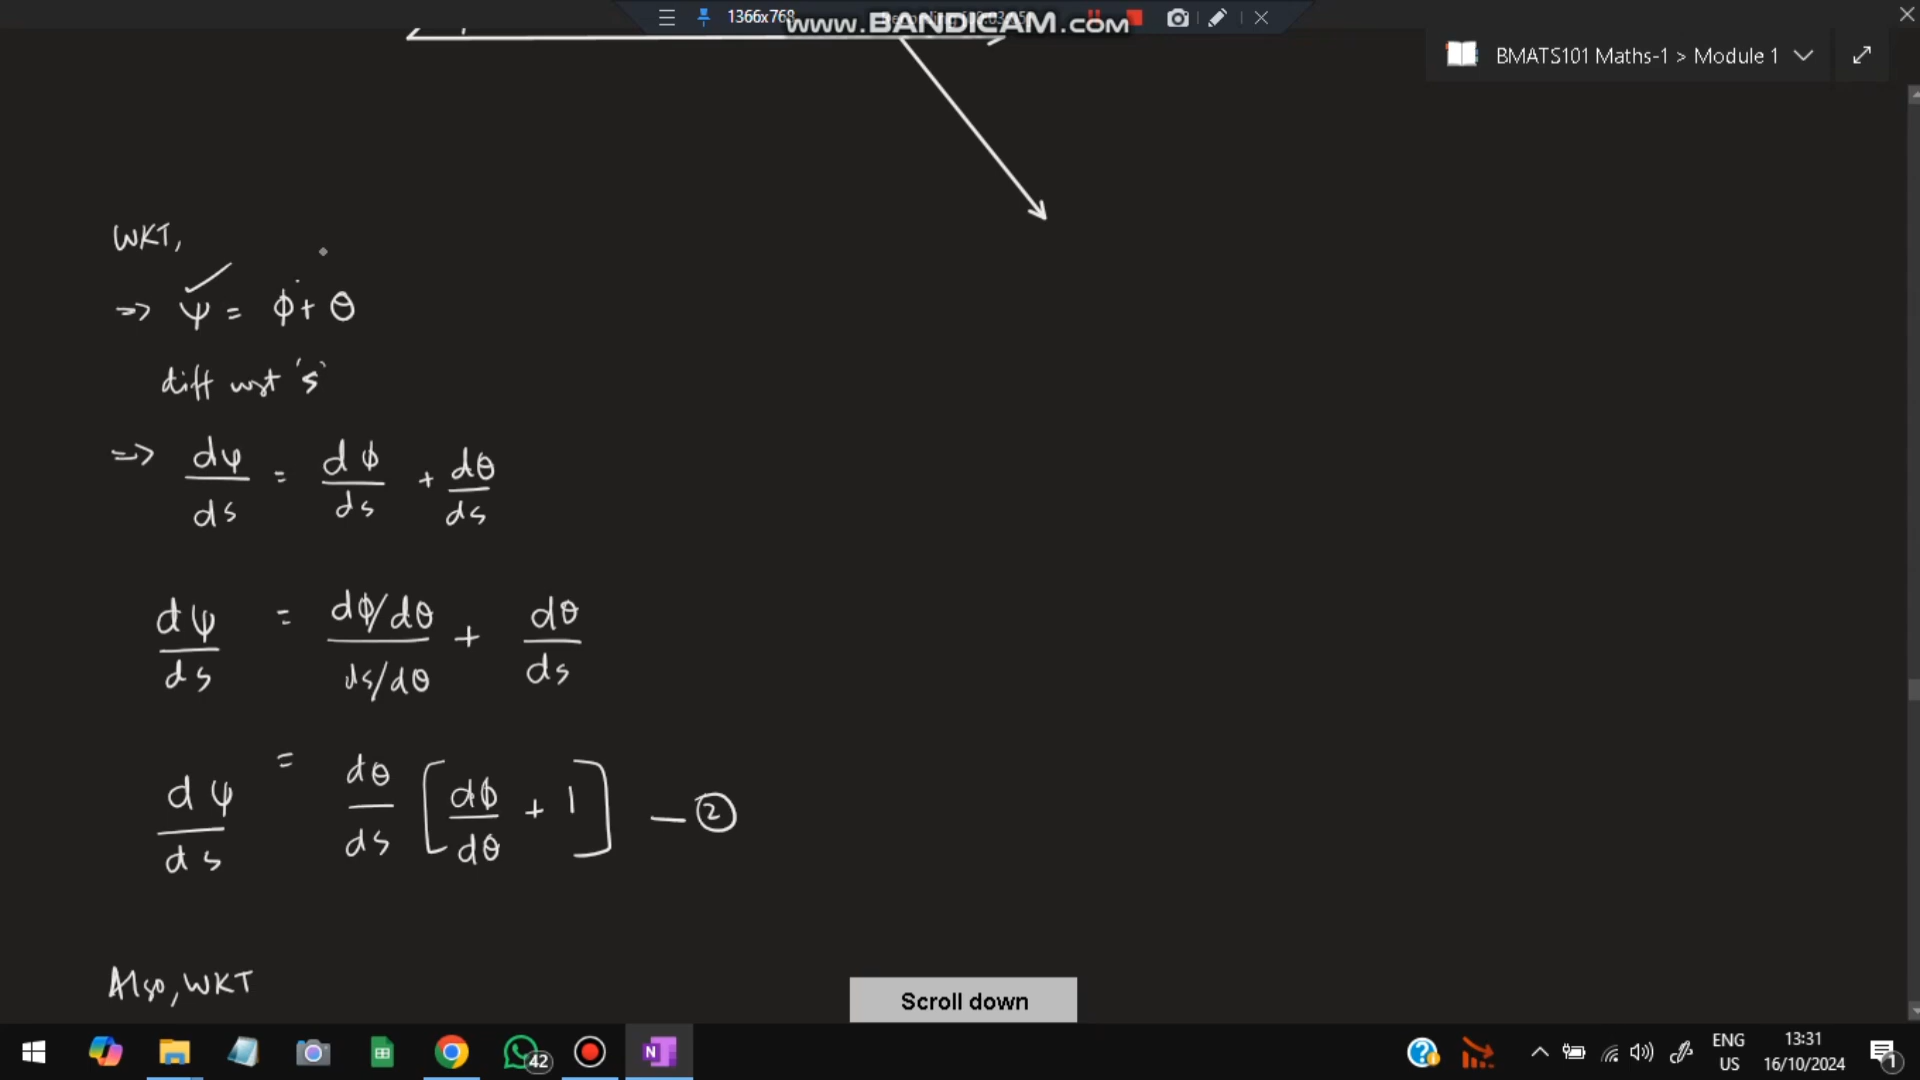 1366x768
www.BANDICAM.com
BMATS101 Maths-1 > Module 1
WKT,
=> ψ = φ + θ
diff wrt 's'
=> dψ/ds = dφ/ds + dθ/ds
dψ/ds = (dφ/dθ)/(ds/dθ) + dθ/ds
dψ/ds = dθ/ds [dφ/dθ + 1] — ②
Also, WKT
Scroll down
42
N
ENG
US
13:31
16/10/2024
1